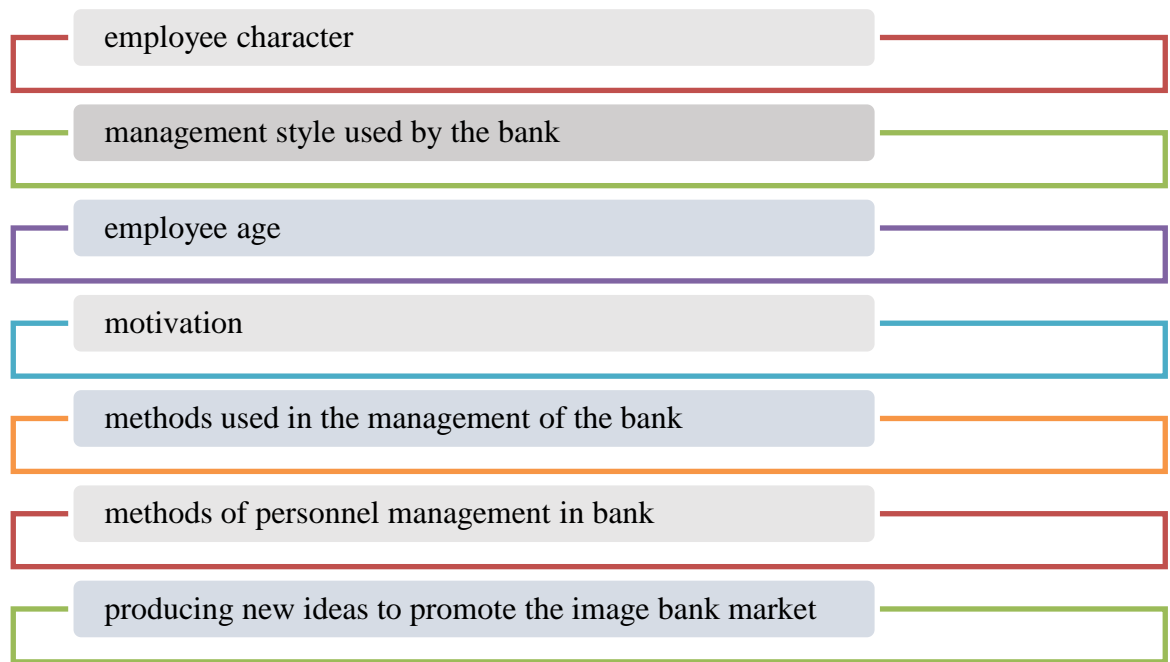 employee character
management style used by the bank
employee age
motivation
methods used in the management of the bank
methods of personnel management in bank
producing new ideas to promote the image bank market